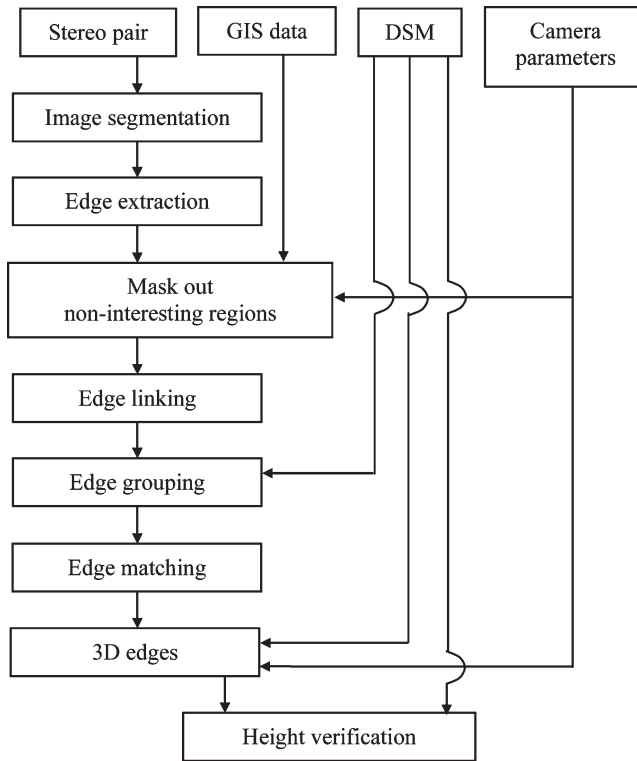 Stereo pair
GIS data
DSM
Camera
parameters
Image segmentation
Edge extraction
Mask out
non-interesting regions
Edge linking
Edge grouping
Edge matching
3D edges
Height verification